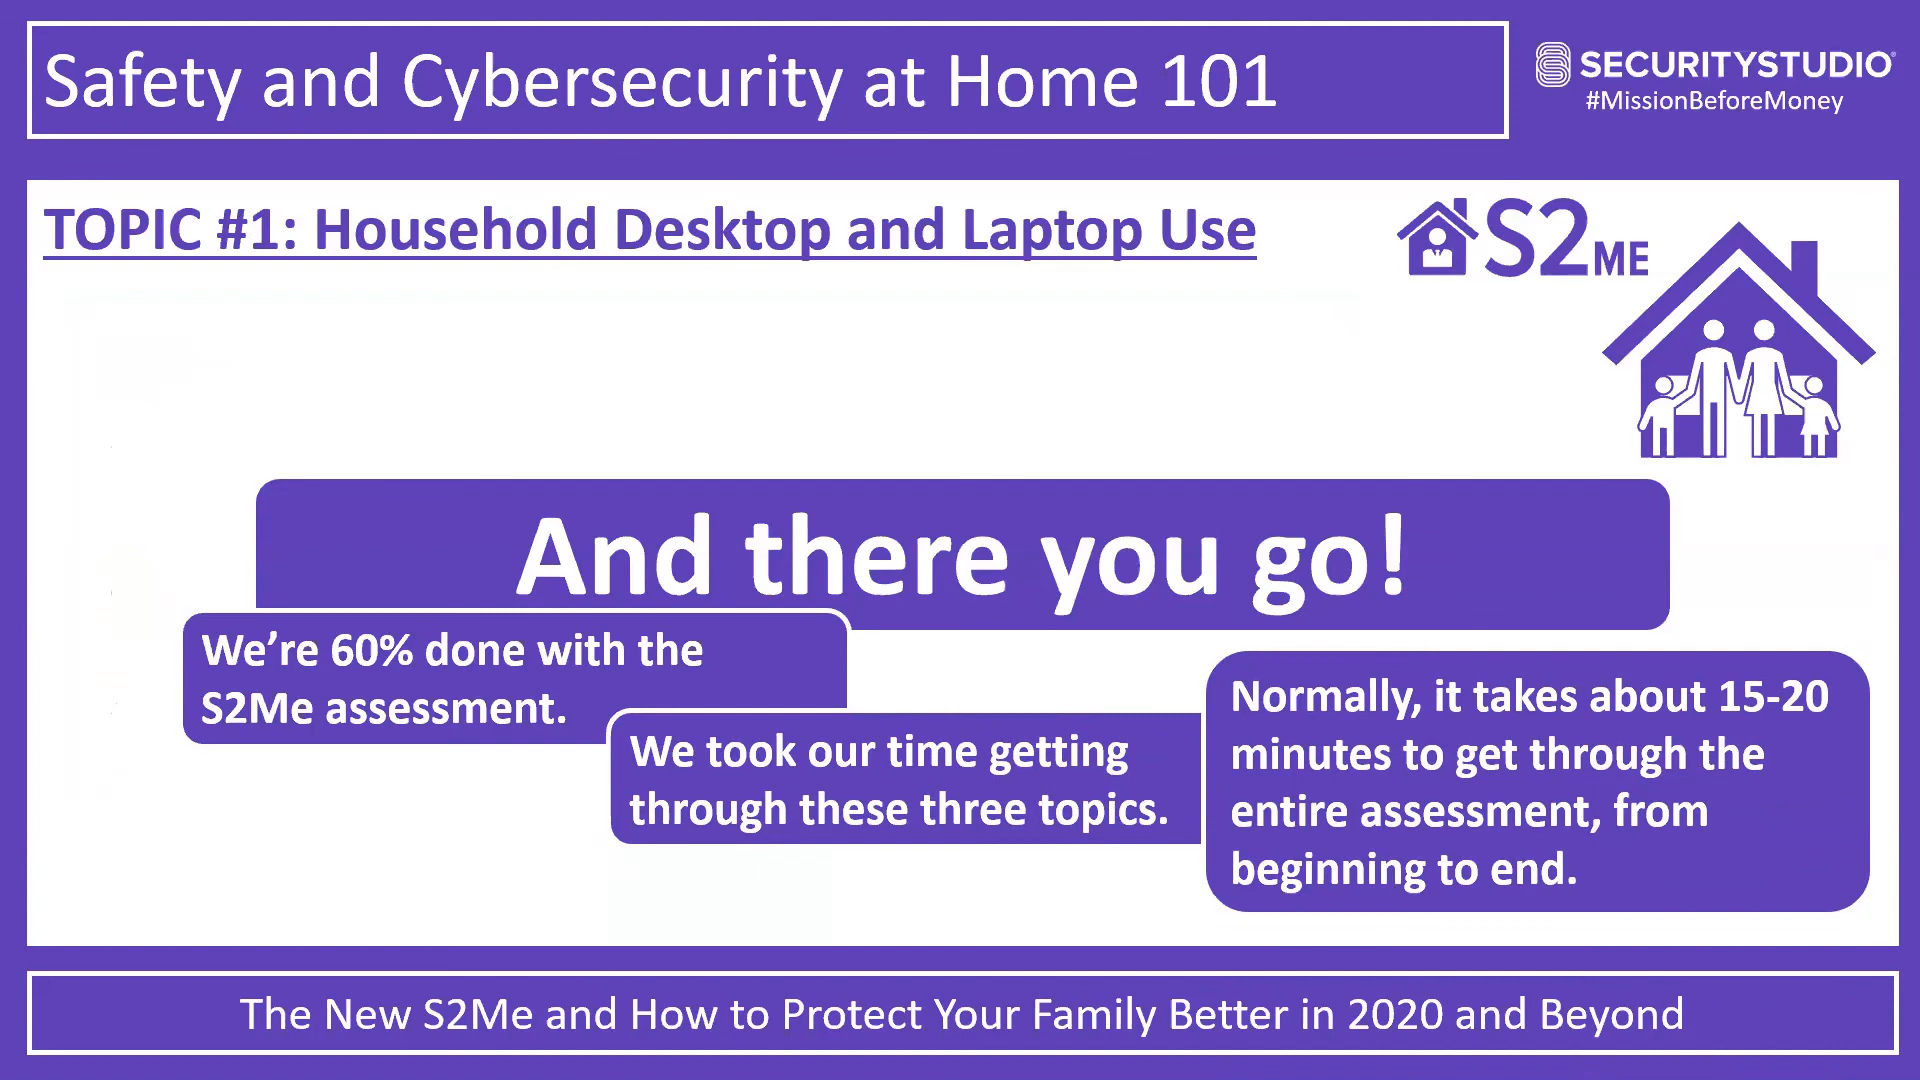 Safety and Cybersecurity at Home 101
SECURITYSTUDIO®
#MissionBeforeMoney
TOPIC #1: Household Desktop and Laptop Use
S2ME
And there you go!
We’re 60% done with the
S2Me assessment.
We took our time getting
through these three topics.
Normally, it takes about 15-20
minutes to get through the
entire assessment, from
beginning to end.
The New S2Me and How to Protect Your Family Better in 2020 and Beyond